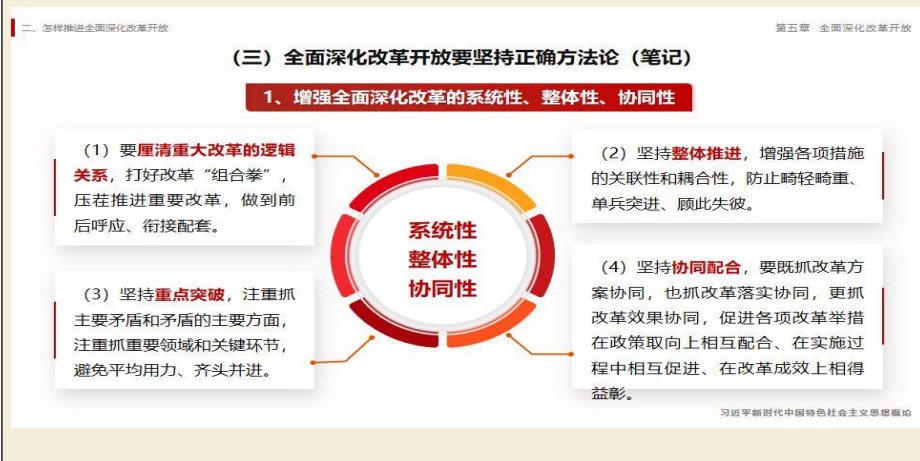 二、怎样推进全面深化改革开放
第五章 全面深化改革开放
（三）全面深化改革开放要坚持正确方法论（笔记）
1、增强全面深化改革的系统性、整体性、协同性
（1）要厘清重大改革的逻辑
关系，打好改革“组合拳”，
压茬推进重要改革，做到前
后呼应、衔接配套。
（2）坚持整体推进，增强各项措施
的关联性和耦合性，防止畸轻畸重、
单兵突进、顾此失彼。
系统性
整体性
协同性
（3）坚持重点突破，注重抓
主要矛盾和矛盾的主要方面，
注重抓重要领域和关键环节，
避免平均用力、齐头并进。
（4）坚持协同配合，要既抓改革方
案协同，也抓改革落实协同，更抓
改革效果协同，促进各项改革举措
在政策取向上相互配合、在实施过
程中相互促进、在改革成效上相得
益彰。
习近平新时代中国特色社会主义思想概论